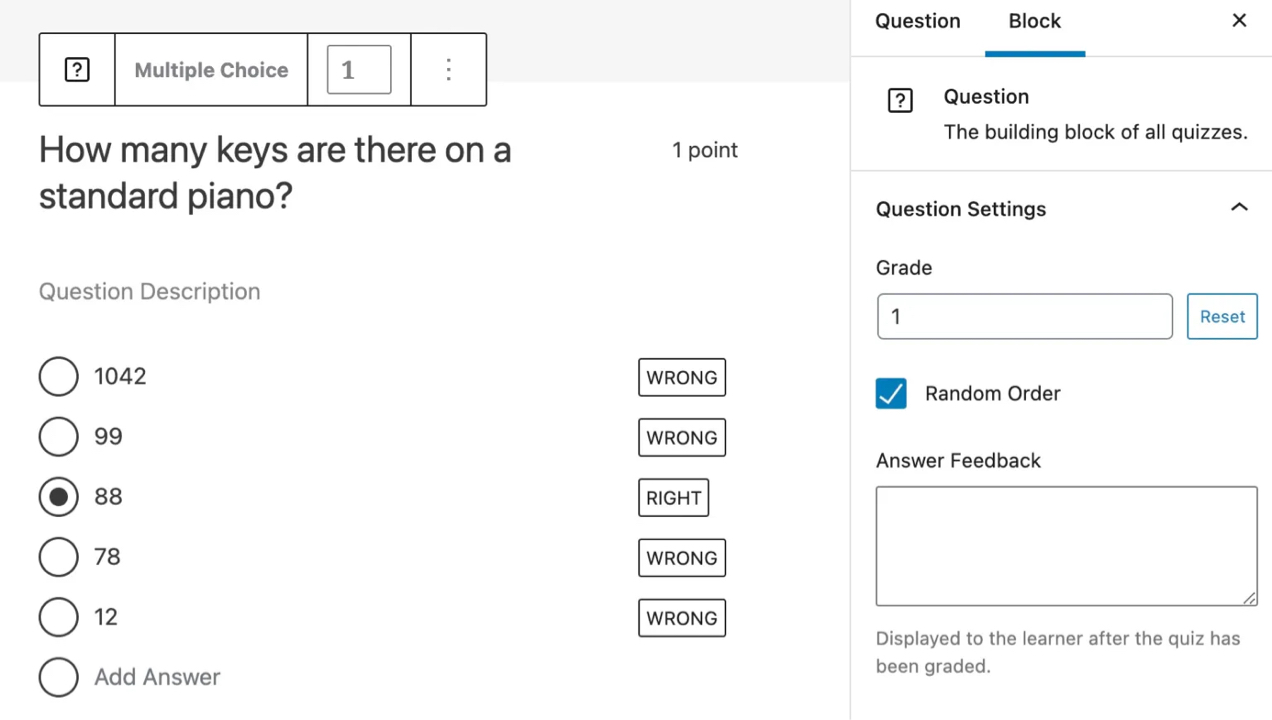 Multiple Choice 1
How many keys are there on a
standard piano?
1 point
Question Description
1042 WRONG
99 WRONG
88 RIGHT
78 WRONG
12 WRONG
Add Answer
Question Block
Question
The building block of all quizzes.
Question Settings
Grade
1 Reset
Random Order
Answer Feedback
Displayed to the learner after the quiz has
been graded.